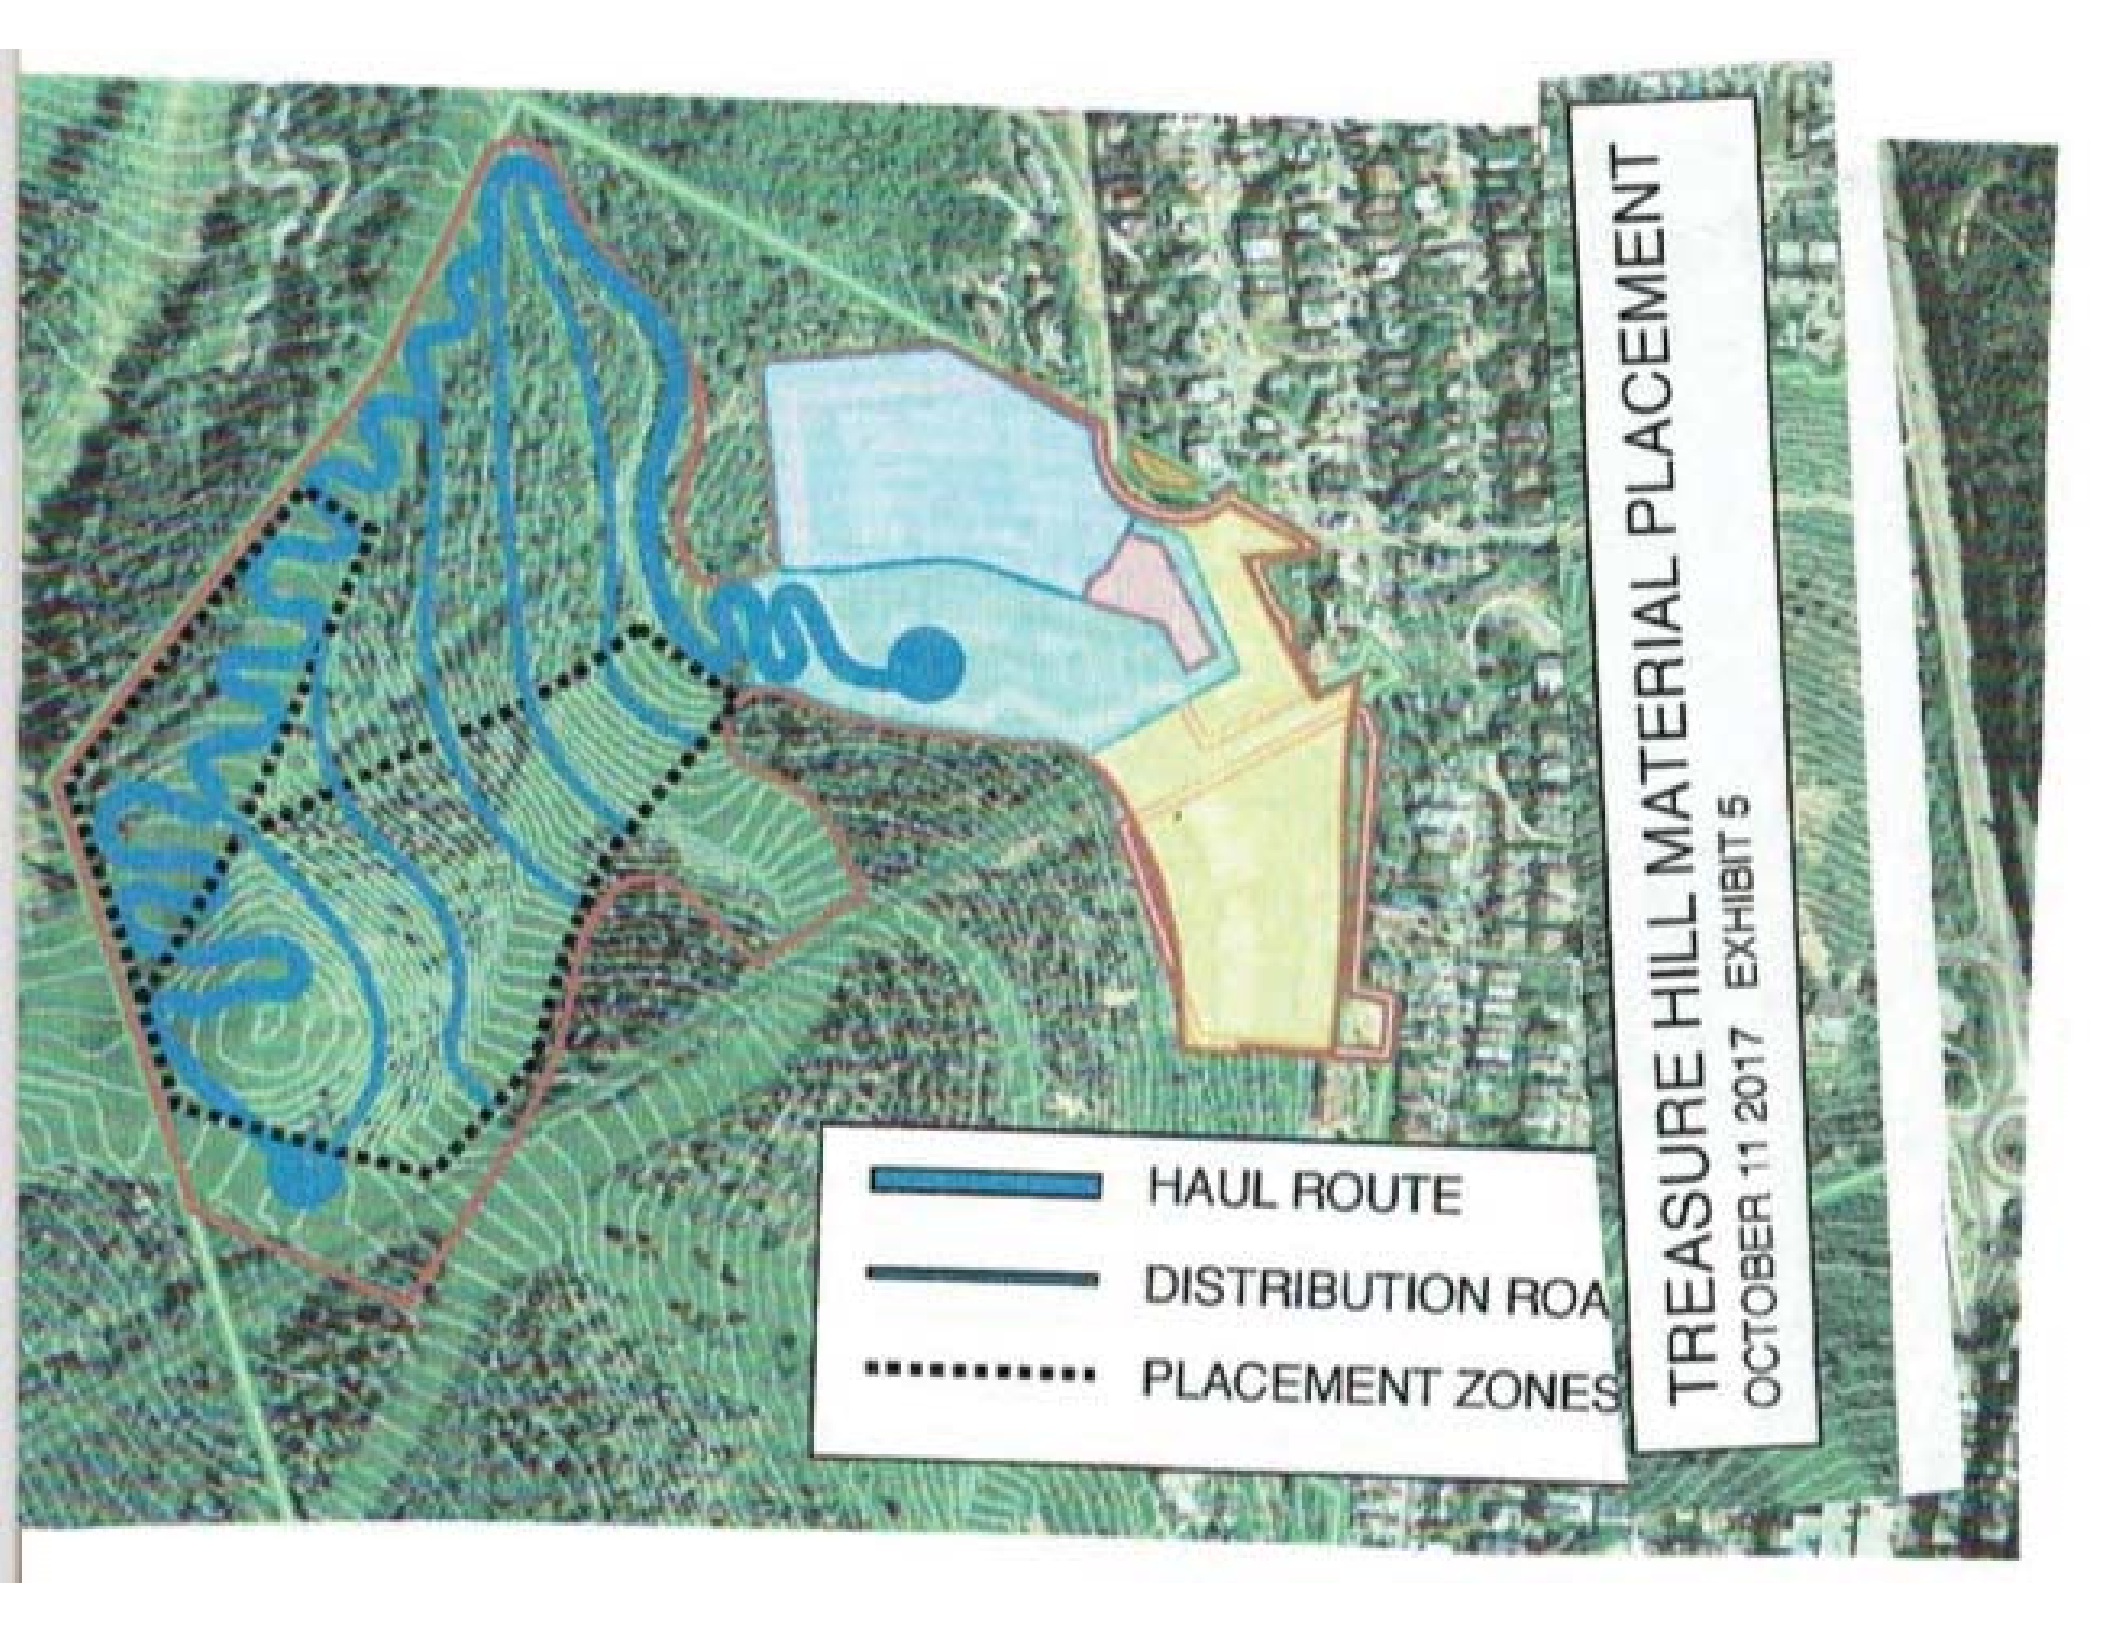 TREASURE HILL MATERIAL PLACEMENT
OCTOBER 11 2017 EXHIBIT 5
HAUL ROUTE
DISTRIBUTION ROA
PLACEMENT ZONES